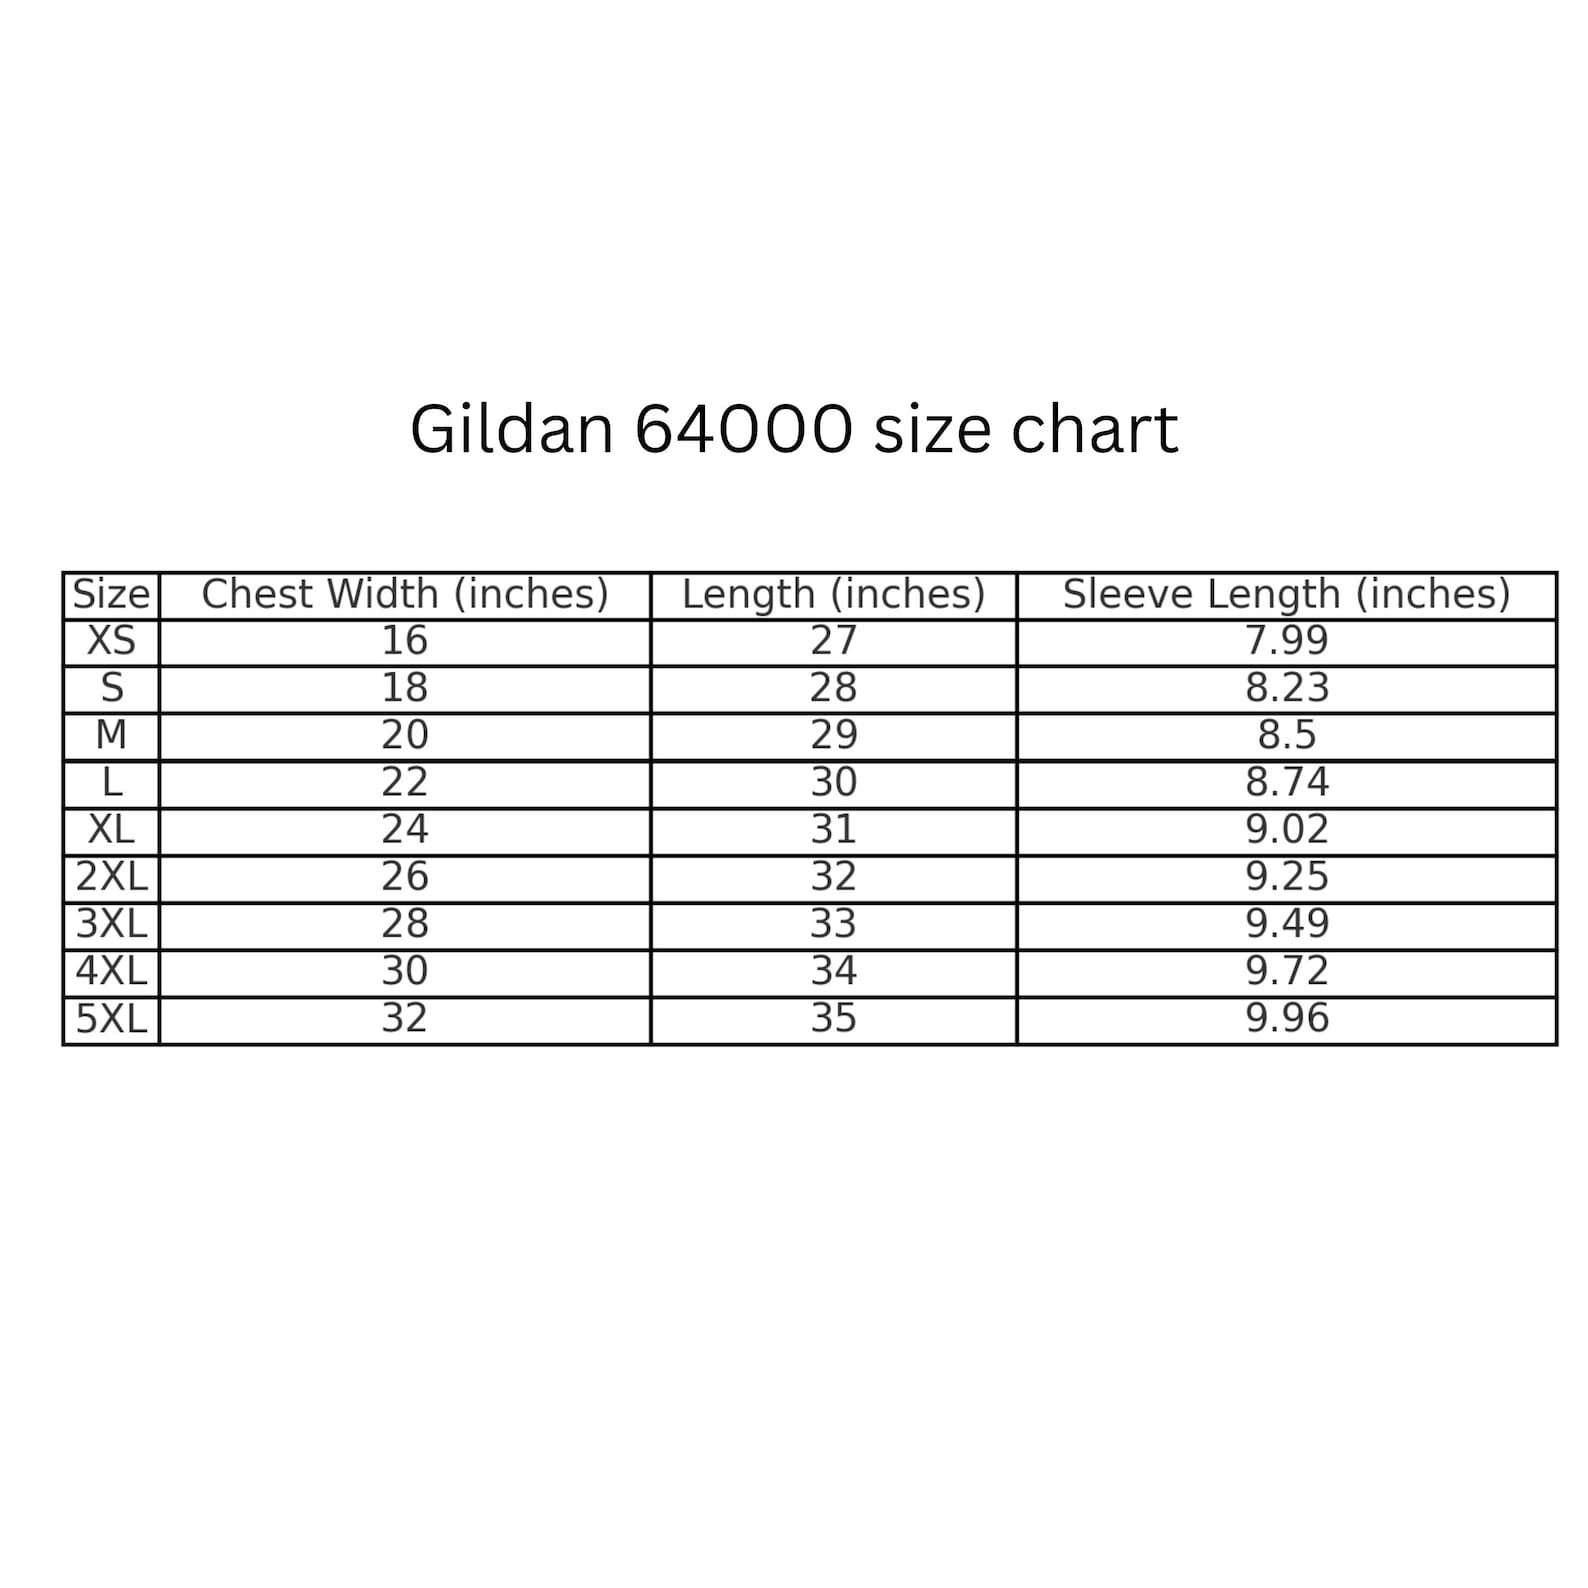 Gildan 64000 size chart
Size Chest Width (inches) Length (inches) Sleeve Length (inches)
XS 16 27 7.99
S 18 28 8.23
M 20 29 8.5
L 22 30 8.74
XL 24 31 9.02
2XL 26 32 9.25
3XL 28 33 9.49
4XL 30 34 9.72
5XL 32 35 9.96